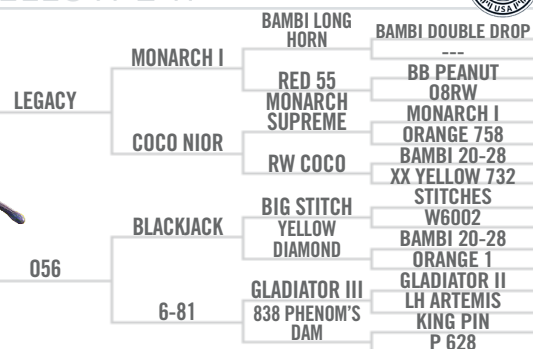 BAMBI LONG
HORN
BAMBI DOUBLE DROP
---
MONARCH I
RED 55
BB PEANUT
08RW
LEGACY
MONARCH
SUPREME
MONARCH I
ORANGE 758
COCO NIOR
RW COCO
BAMBI 20-28
XX YELLOW 732
BIG STITCH
STITCHES
W6002
BLACKJACK
YELLOW
DIAMOND
BAMBI 20-28
ORANGE 1
056
GLADIATOR III
GLADIATOR II
LH ARTEMIS
6-81
838 PHENOM'S
DAM
KING PIN
P 628